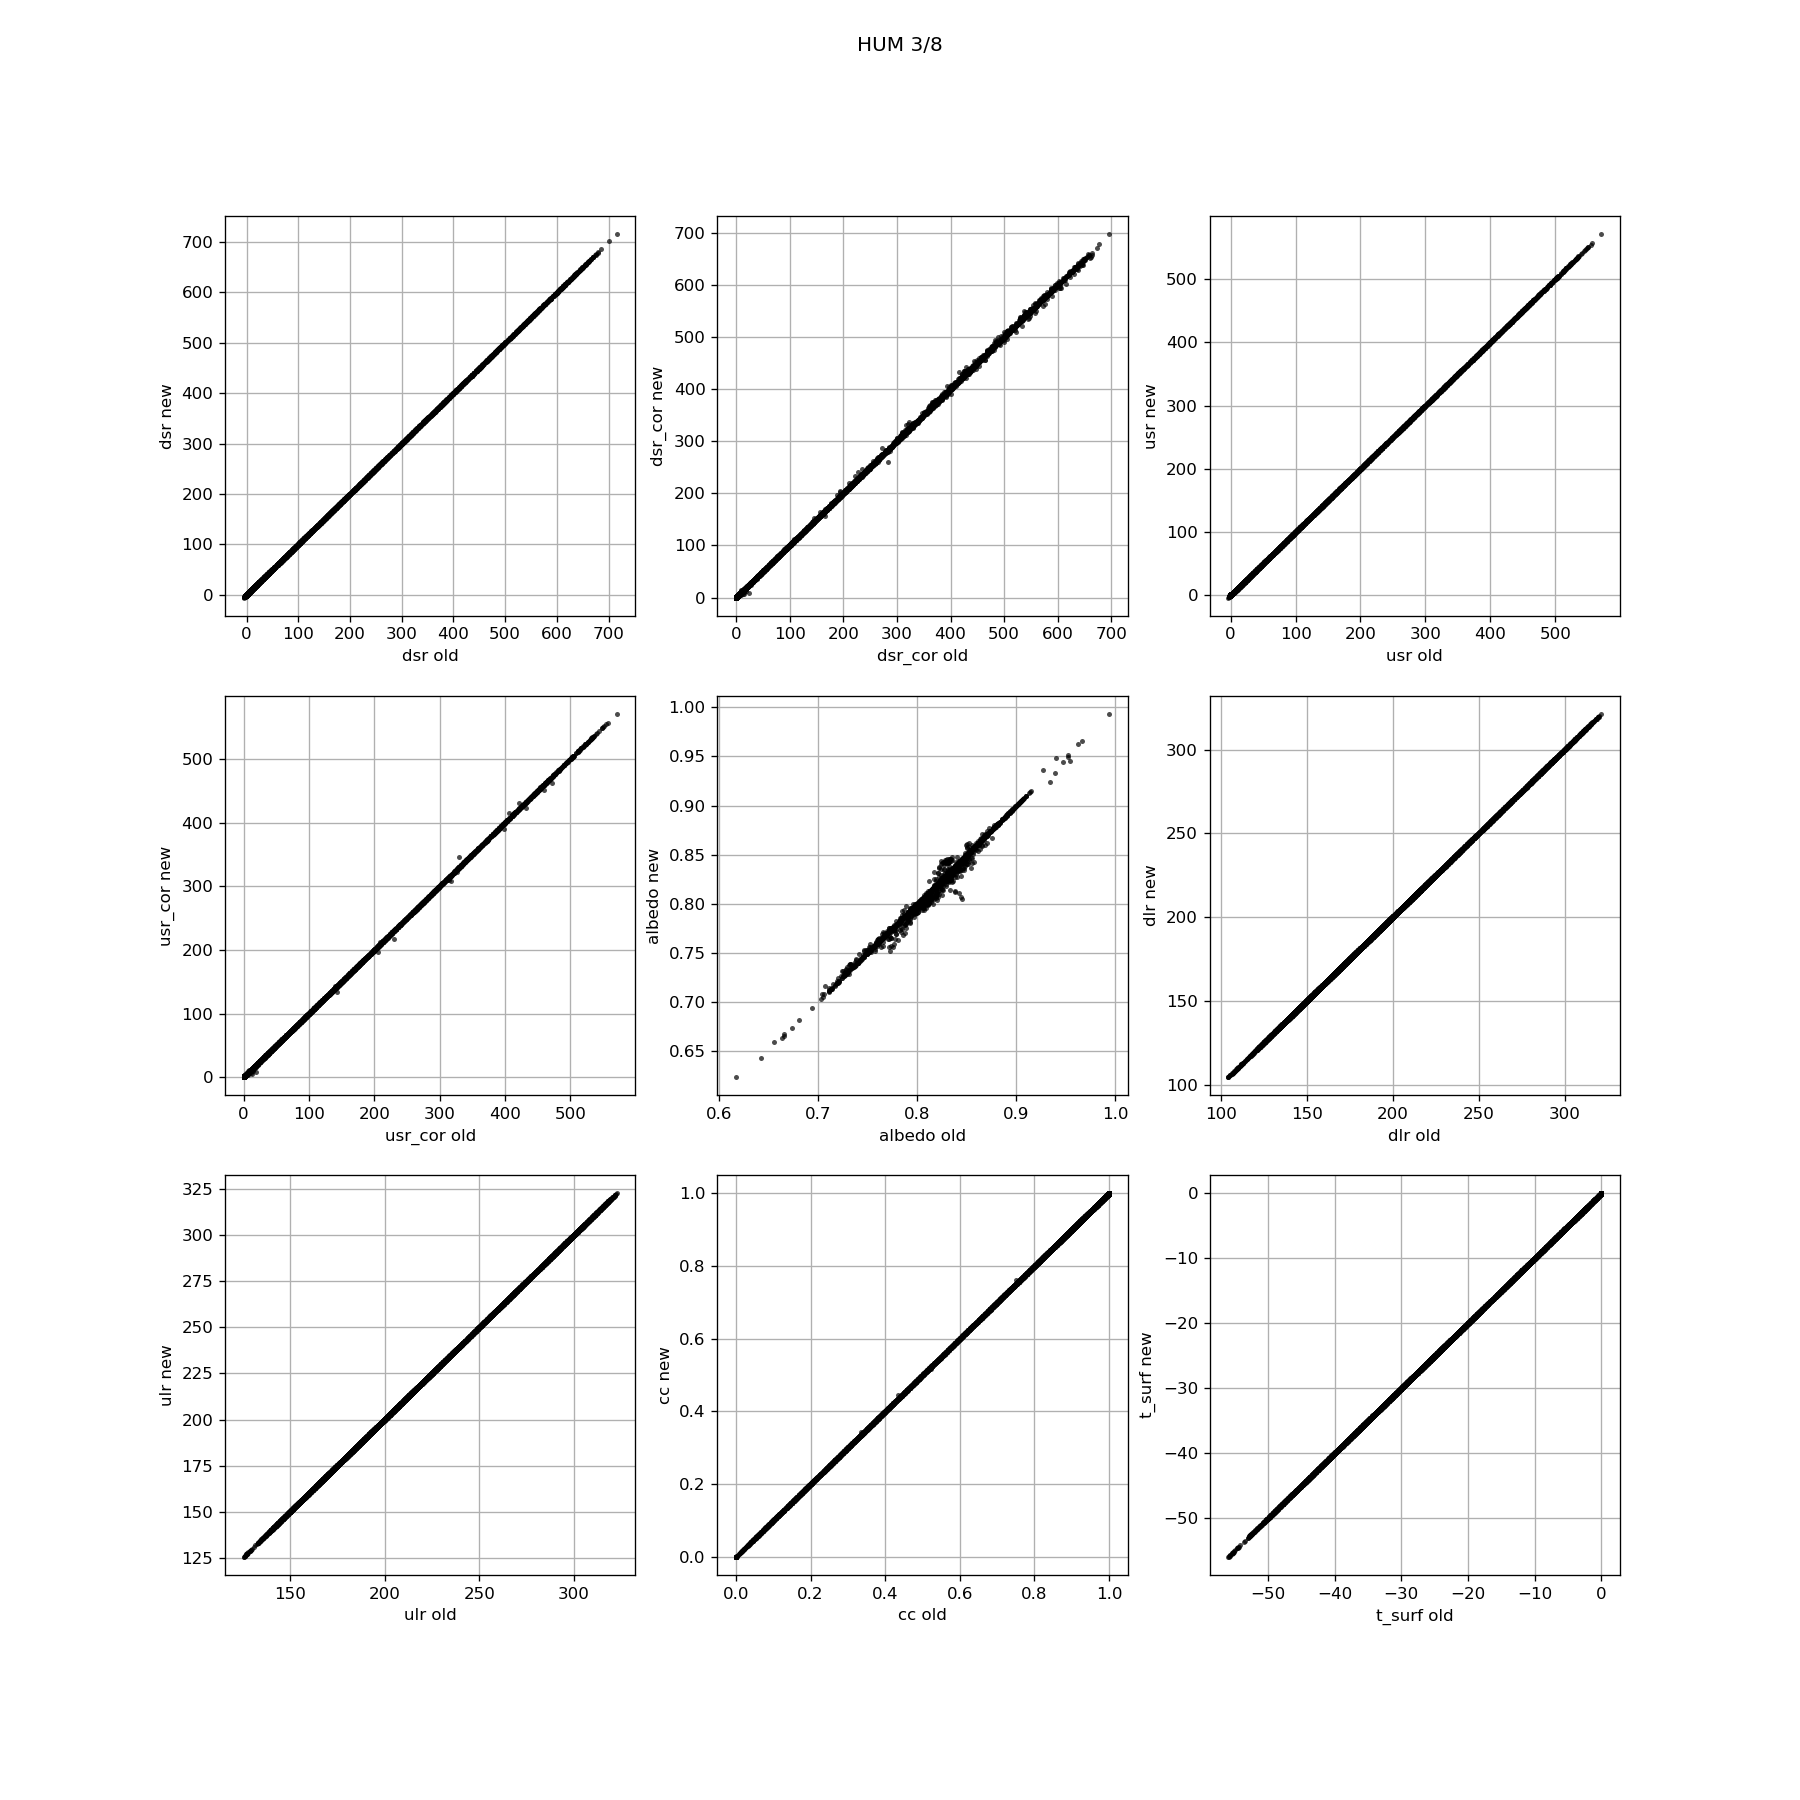 HUM 3/8
700
600
500
400
300
200
100
0
dsr new
0 100 200 300 400 500 600 700
dsr old
700
600
500
400
300
200
100
0
dsr_cor new
0 100 200 300 400 500 600 700
dsr_cor old
500
400
300
200
100
0
usr new
0 100 200 300 400 500
usr old
500
400
300
200
100
0
usr_cor new
0 100 200 300 400 500
usr_cor old
1.00
0.95
0.90
0.85
0.80
0.75
0.70
0.65
albedo new
0.6 0.7 0.8 0.9 1.0
albedo old
300
250
200
150
100
dlr new
100 150 200 250 300
dlr old
325
300
275
250
225
200
175
150
125
ulr new
150 200 250 300
ulr old
1.0
0.8
0.6
0.4
0.2
0.0
cc new
0.0 0.2 0.4 0.6 0.8 1.0
cc old
0
−10
−20
−30
−40
−50
t_surf new
−50 −40 −30 −20 −10 0
t_surf old